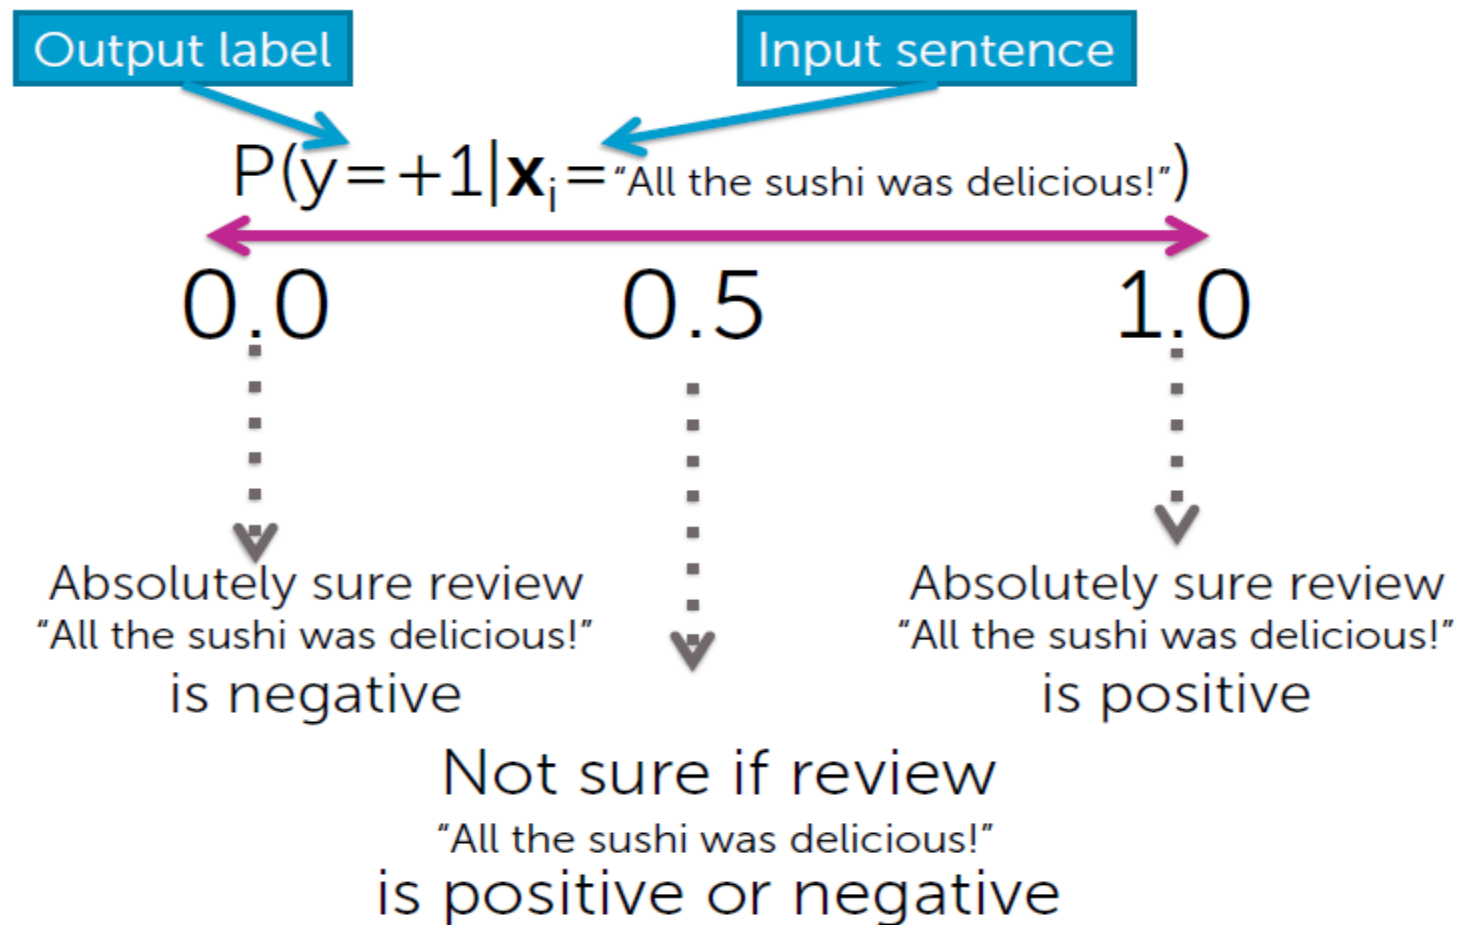 Output label
Input sentence
P(y=+1|xᵢ="All the sushi was delicious!")
0.0 0.5 1.0
Absolutely sure review
"All the sushi was delicious!"
is negative
Absolutely sure review
"All the sushi was delicious!"
is positive
Not sure if review
"All the sushi was delicious!"
is positive or negative